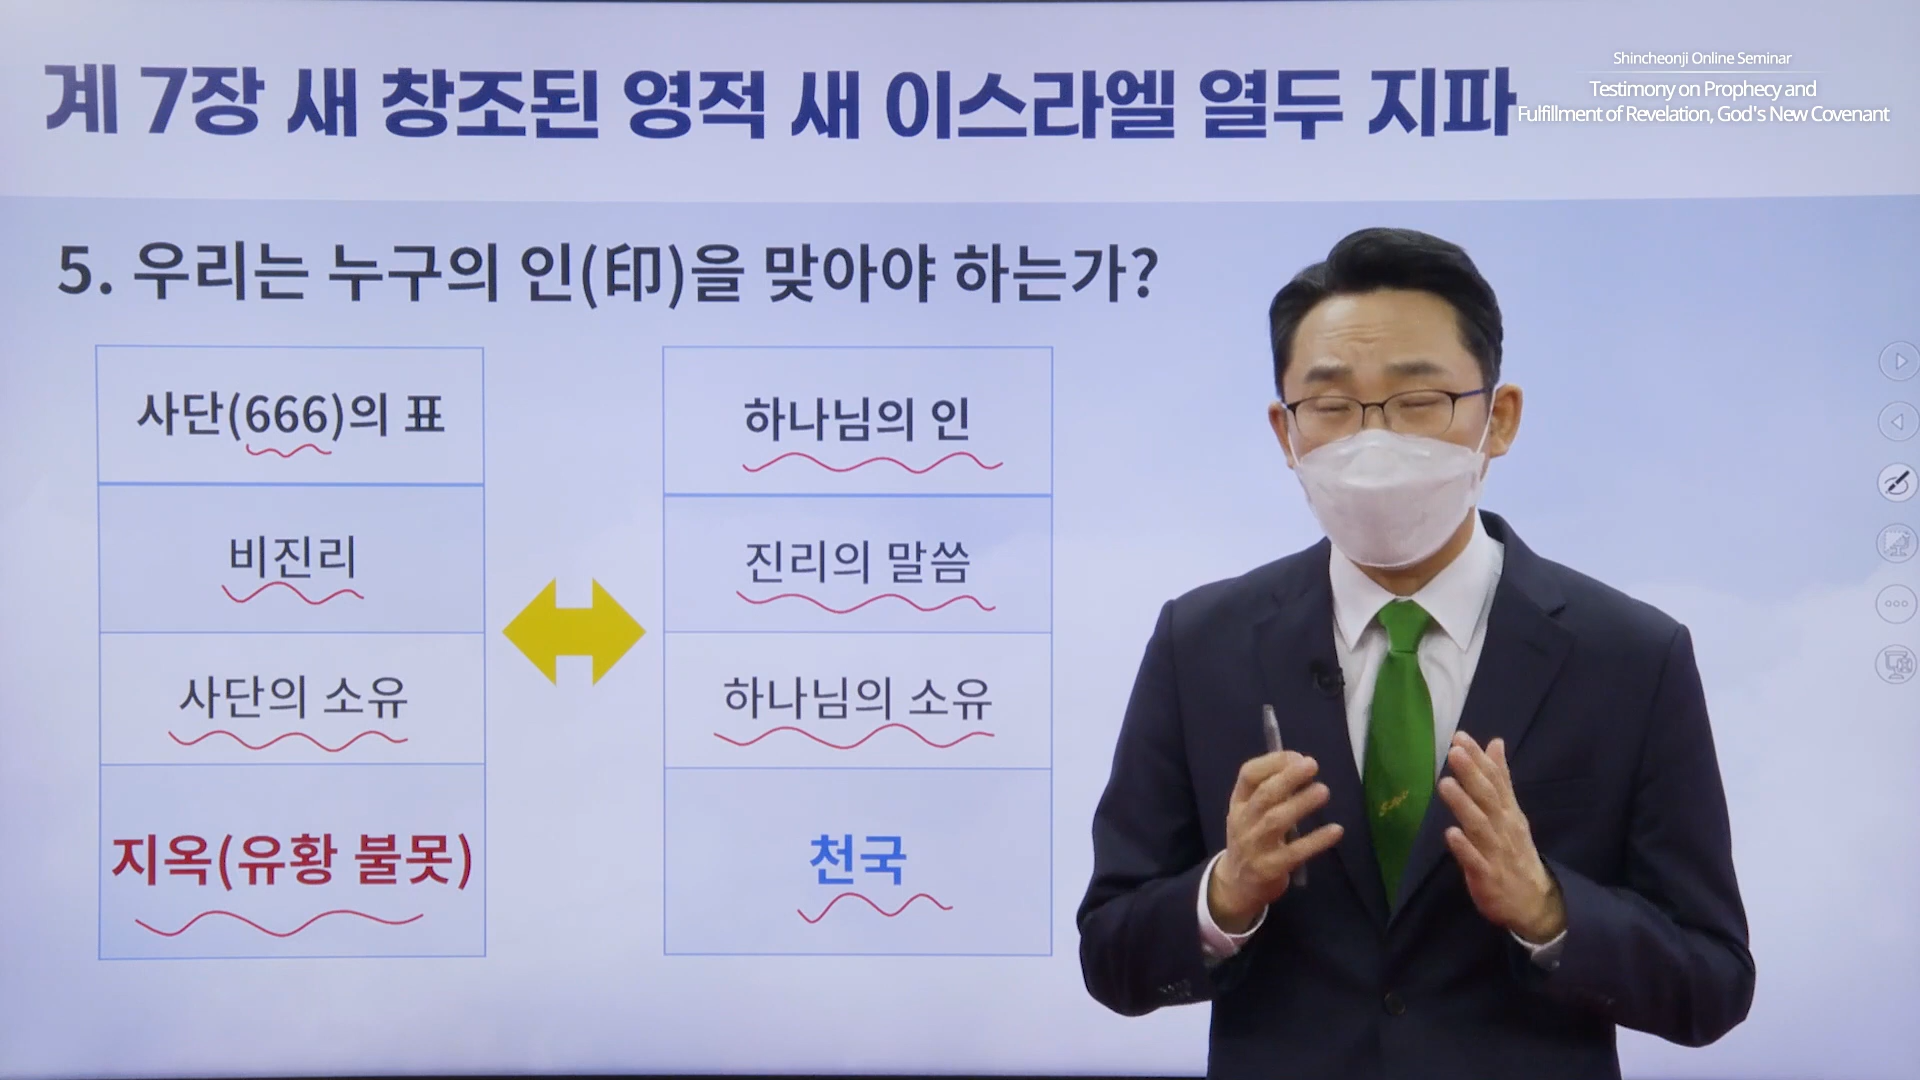 계 7장 새 창조된 영적 새 이스라엘 열두 지파
Shincheonji Online Seminar
Testimony on Prophecy and
Fulfillment of Revelation, God's New Covenant
5. 우리는 누구의 인(印)을 맞아야 하는가?
사단(666)의 표
비진리
사단의 소유
지옥(유황 불못)
하나님의 인
진리의 말씀
하나님의 소유
천국